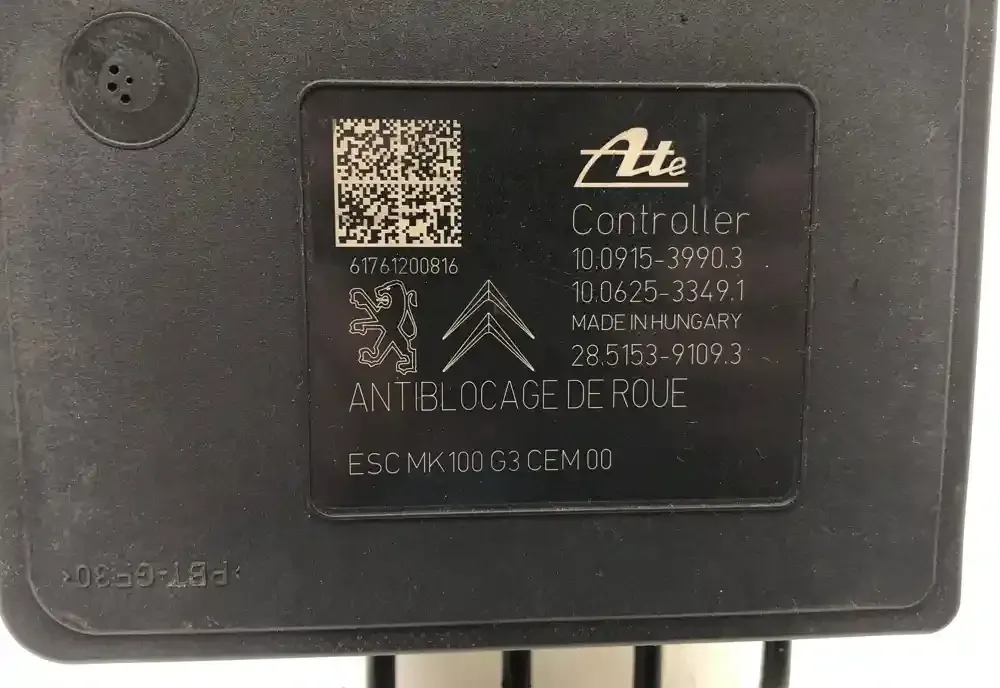 Ate
Controller
10.0915-3990.3
10.0625-3349.1
MADE IN HUNGARY
28.5153-9109.3
61761200816
ANTIBLOCAGE DE ROUE
ESC MK100 G3 CEM 00
>PBT-GF30<